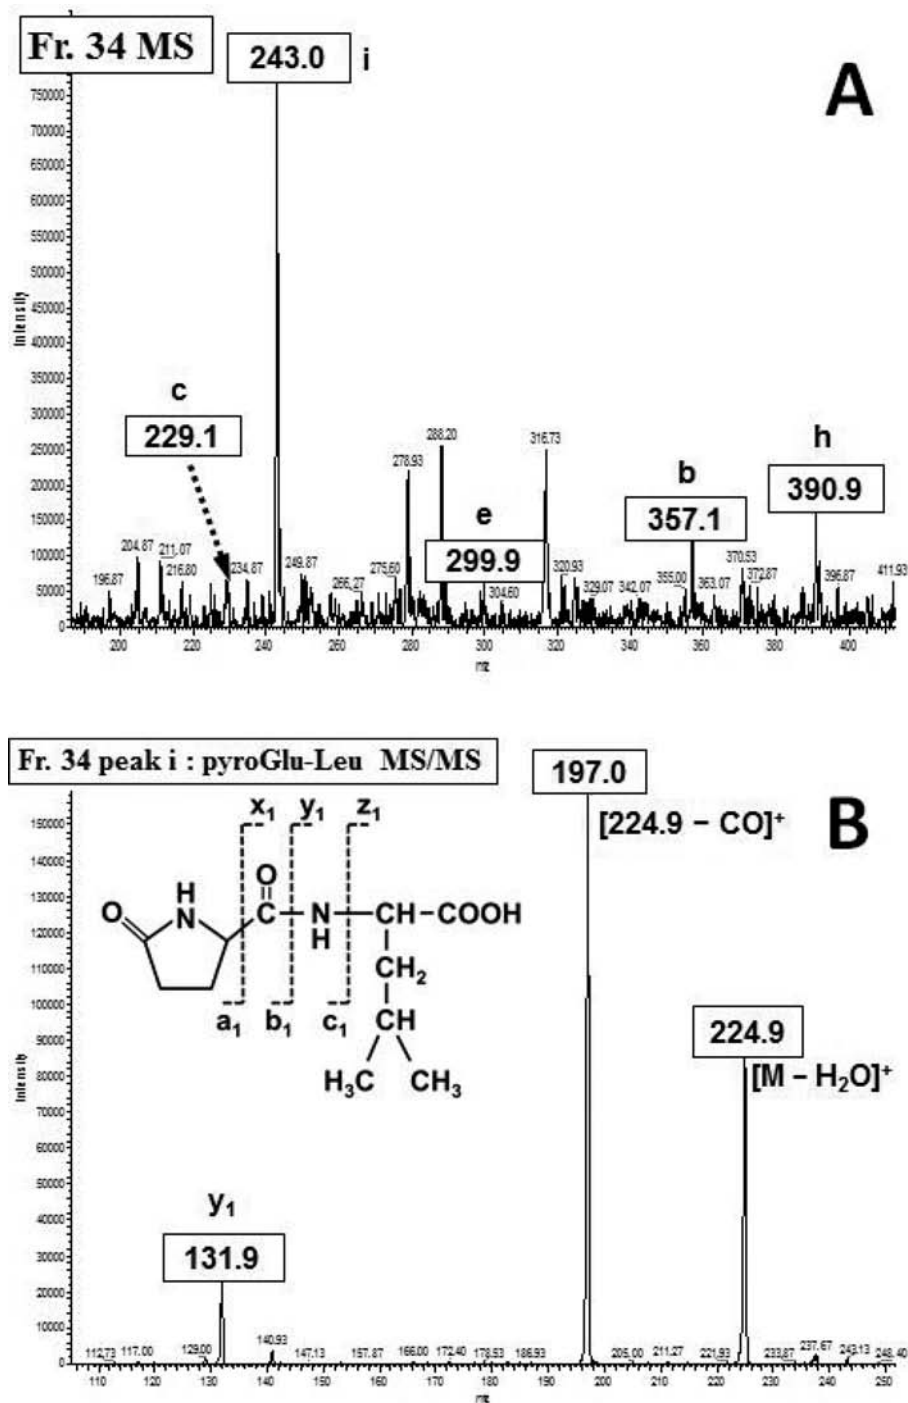 Fr. 34 MS
243.0 i
A
Intensity
750000
700000
650000
600000
550000
500000
450000
400000
350000
300000
250000
200000
150000
100000
50000
0
c
229.1
196.87
204.87
211.07
216.80
234.87
249.87
266.27
275.60
278.93
288.20
e
299.9
304.60
316.73
320.93
329.07
342.07
355.00
b
357.1
363.07
370.53
372.87
h
390.9
396.87
411.93
200 220 240 260 280 300 320 340 360 380 400
m/z
Fr. 34 peak i : pyroGlu-Leu MS/MS
197.0
[224.9 − CO]⁺
B
Intensity
150000
140000
130000
120000
110000
100000
90000
80000
70000
60000
50000
40000
30000
20000
10000
0
x₁ y₁ z₁
O H N O C N H CH COOH
CH₂
CH
H₃C CH₃
a₁ b₁ c₁
224.9
[M − H₂O]⁺
y₁
131.9
112.73 117.00 129.00 140.93 147.13 157.87 166.00 172.40 178.53 186.93 205.00 211.27 221.93 233.87 237.67 243.13 248.40
110 120 130 140 150 160 170 180 190 200 210 220 230 240 250
m/z